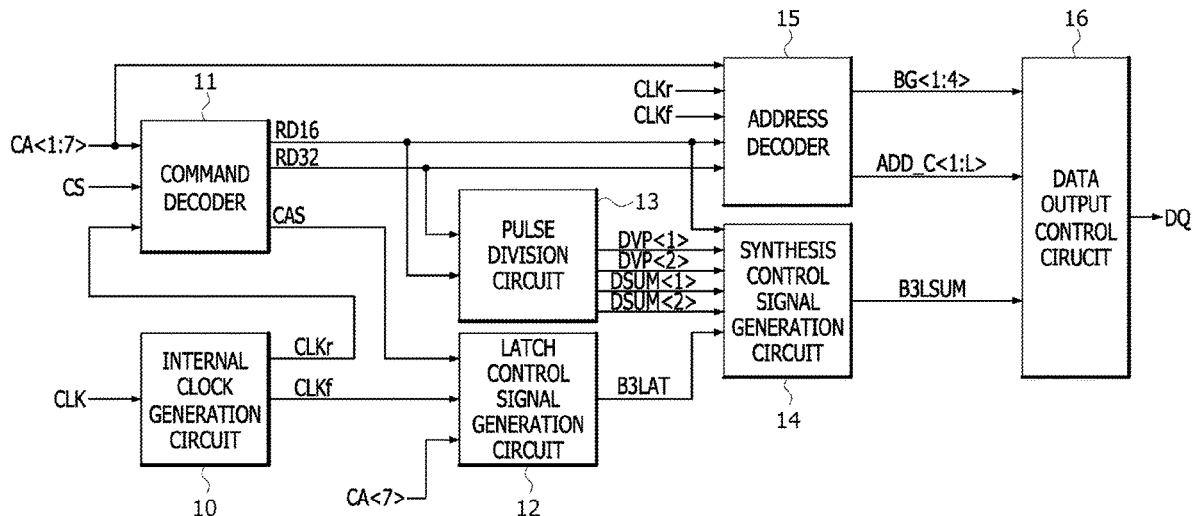 15
16
11
CLKr
CLKf
ADDRESS
DECODER
BG<1:4>
CA<1:7>
CS
COMMAND
DECODER
RD16
RD32
CAS
ADD_C<1:L>
DATA
OUTPUT
CONTROL
CIRUCIT
DQ
13
PULSE
DIVISION
CIRCUIT
DVP<1>
DVP<2>
DSUM<1>
DSUM<2>
SYNTHESIS
CONTROL
SIGNAL
GENERATION
CIRCUIT
B3LSUM
14
CLK
INTERNAL
CLOCK
GENERATION
CIRCUIT
CLKr
CLKf
10
LATCH
CONTROL
SIGNAL
GENERATION
CIRCUIT
B3LAT
CA<7>
12